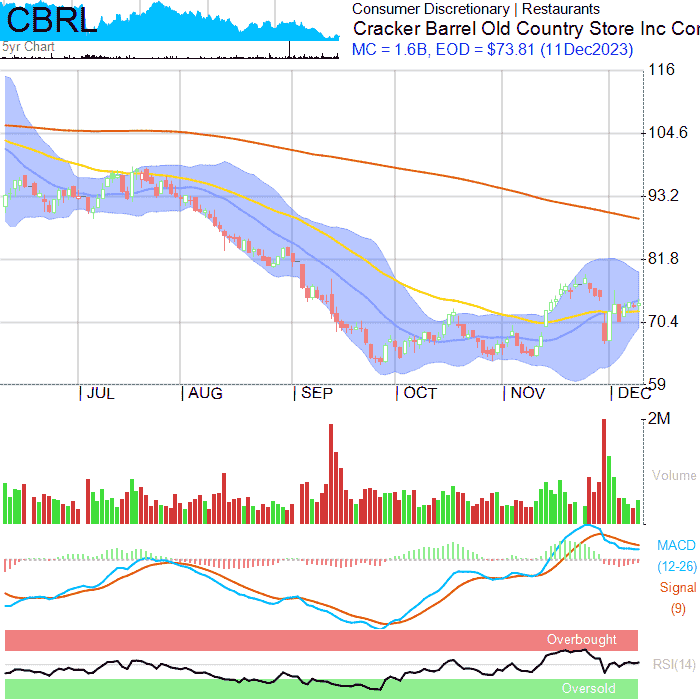 CBRL
5yr Chart
Consumer Discretionary | Restaurants
Cracker Barrel Old Country Store Inc Cor
MC = 1.6B, EOD = $73.81 (11Dec2023)
116
104.6
93.2
81.8
70.4
59
JUL AUG SEP OCT NOV DEC
2M
Volume
MACD
(12-26)
Signal
(9)
Overbought
RSI(14)
Oversold